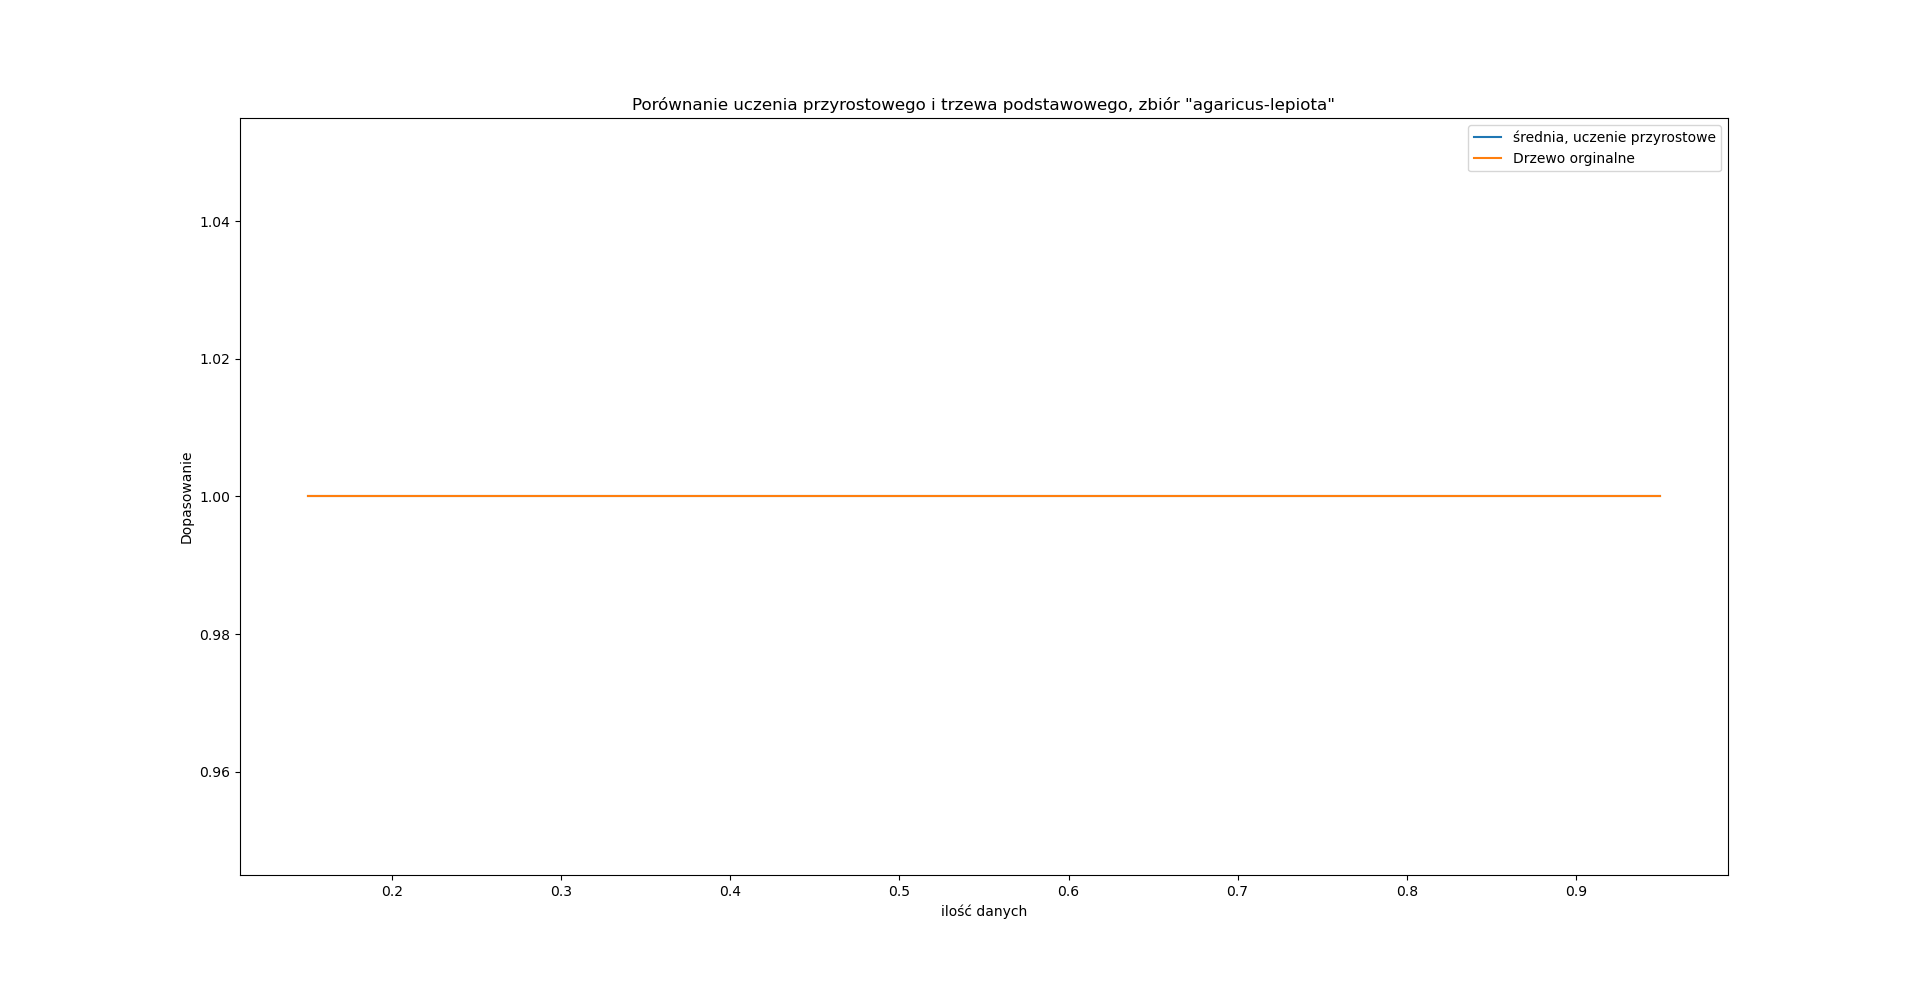 Porównanie uczenia przyrostowego i trzewa podstawowego, zbiór "agaricus-lepiota"
średnia, uczenie przyrostowe
Drzewo orginalne
1.04
1.02
1.00
0.98
0.96
Dopasowanie
0.2 0.3 0.4 0.5 0.6 0.7 0.8 0.9
ilość danych